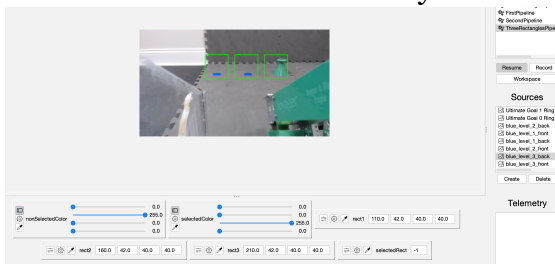 FirstPipeline
SecondPipeline
ThreeRectanglesPipe
Resume Record
Workspace
Sources
Ultimate Goal 1 Ring
Ultimate Goal 0 Ring
blue_level_2_back
blue_level_1_front
blue_level_1_back
blue_level_2_front
blue_level_3_back
blue_level_3_front
Create Delete
Telemetry
nonSelectedColor
0.0
255.0
0.0
0.0
selectedColor
0.0
0.0
255.0
0.0
rect1 110.0 42.0 40.0 40.0
rect2 160.0 42.0 40.0 40.0
rect3 210.0 42.0 40.0 40.0
selectedRect -1